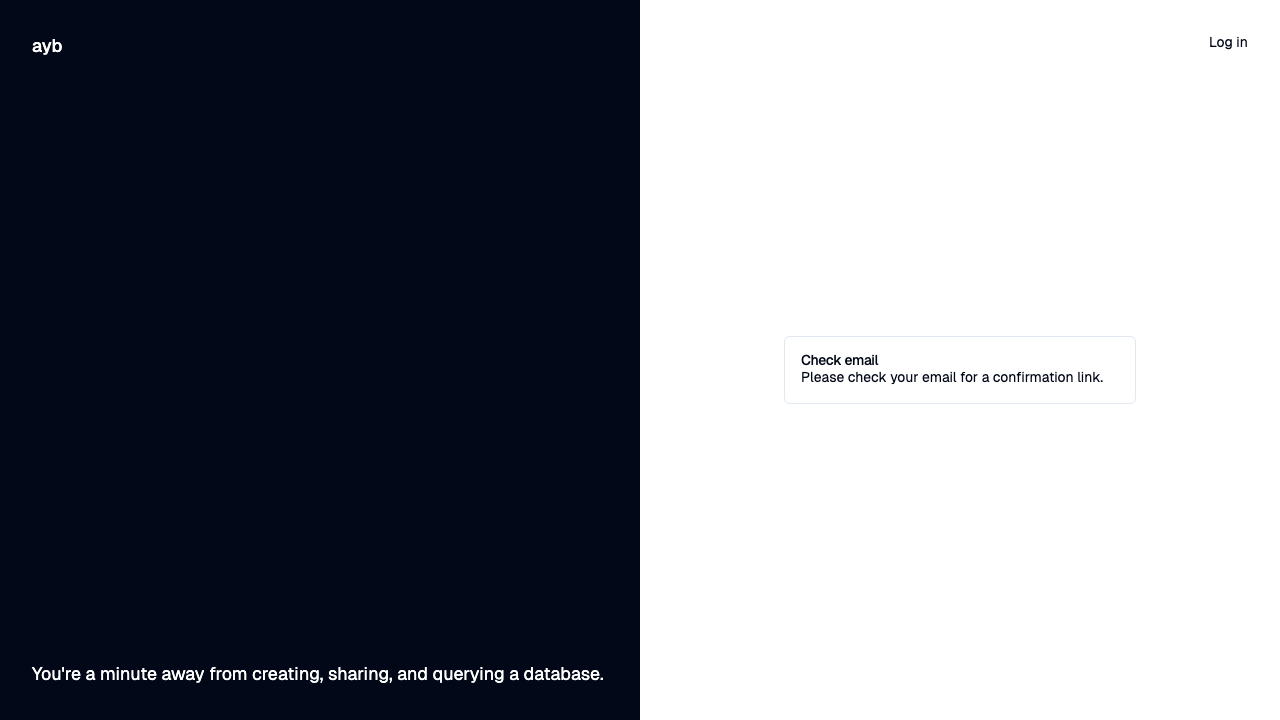 ayb
Log in
Check email
Please check your email for a confirmation link.
You're a minute away from creating, sharing, and querying a database.